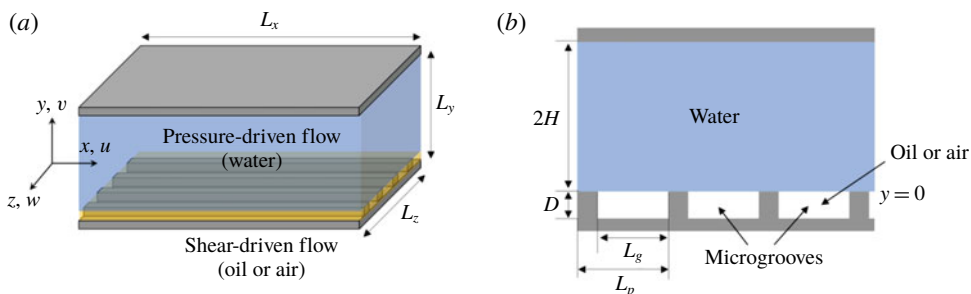 (a)
L_x
y, v
x, u
z, w
Pressure-driven flow
(water)
L_y
L_z
Shear-driven flow
(oil or air)
(b)
2H
Water
Oil or air
y = 0
D
L_g
Microgrooves
L_p